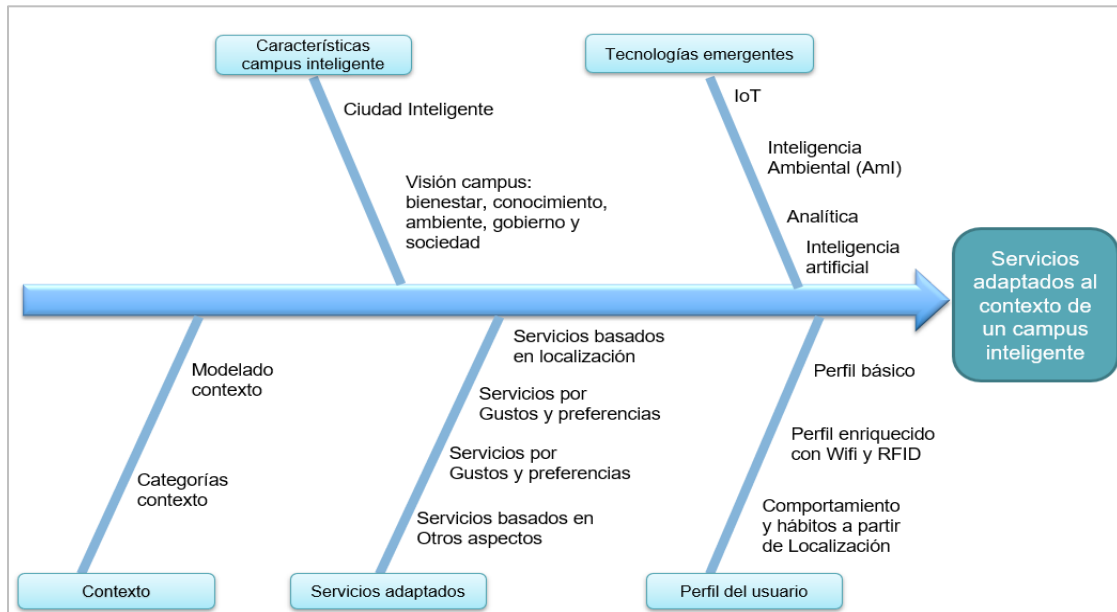 Características
campus inteligente
Tecnologías emergentes
Ciudad Inteligente
Visión campus:
bienestar, conocimiento,
ambiente, gobierno y
sociedad
IoT
Inteligencia
Ambiental (AmI)
Analítica
Inteligencia
artificial
Servicios
adaptados al
contexto de
un campus
inteligente
Modelado
contexto
Categorías
contexto
Servicios basados
en localización
Servicios por
Gustos y preferencias
Servicios por
Gustos y preferencias
Servicios basados en
Otros aspectos
Perfil básico
Perfil enriquecido
con Wifi y RFID
Comportamiento
y hábitos a partir
de Localización
Contexto
Servicios adaptados
Perfil del usuario